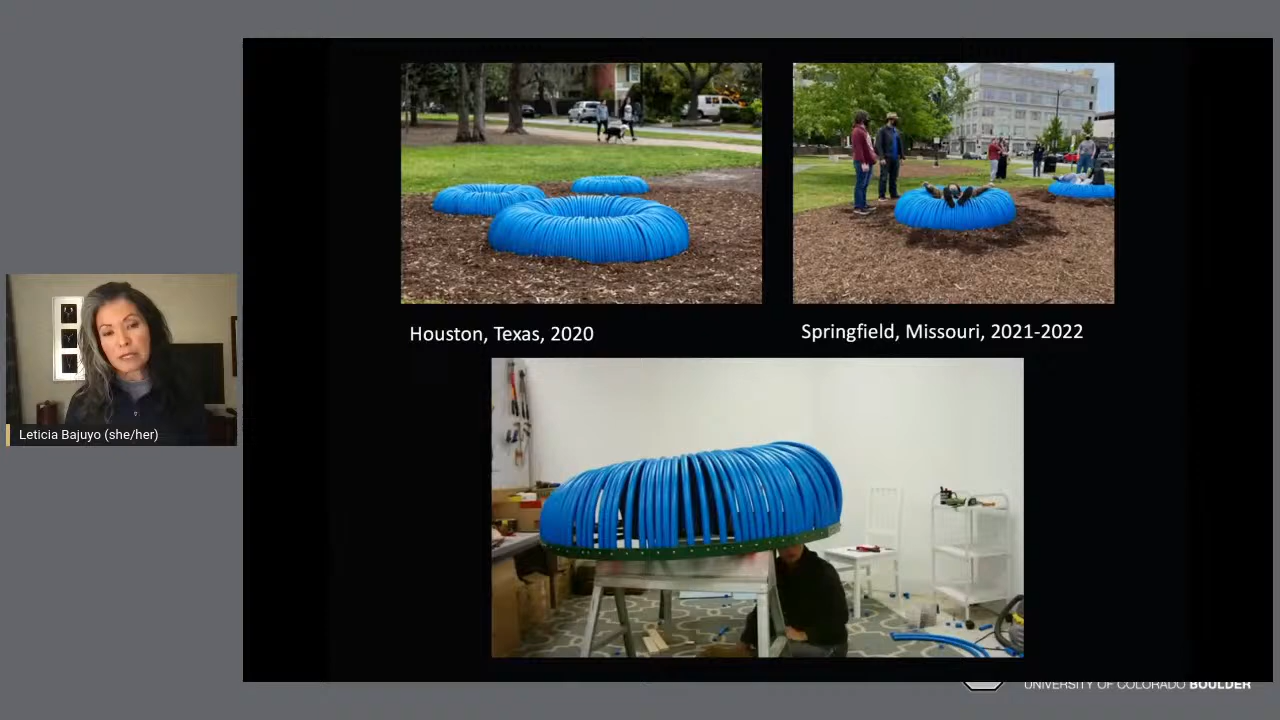 Houston, Texas, 2020
Springfield, Missouri, 2021-2022
Leticia Bajuyo (she/her)
UNIVERSITY OF COLORADO BOULDER